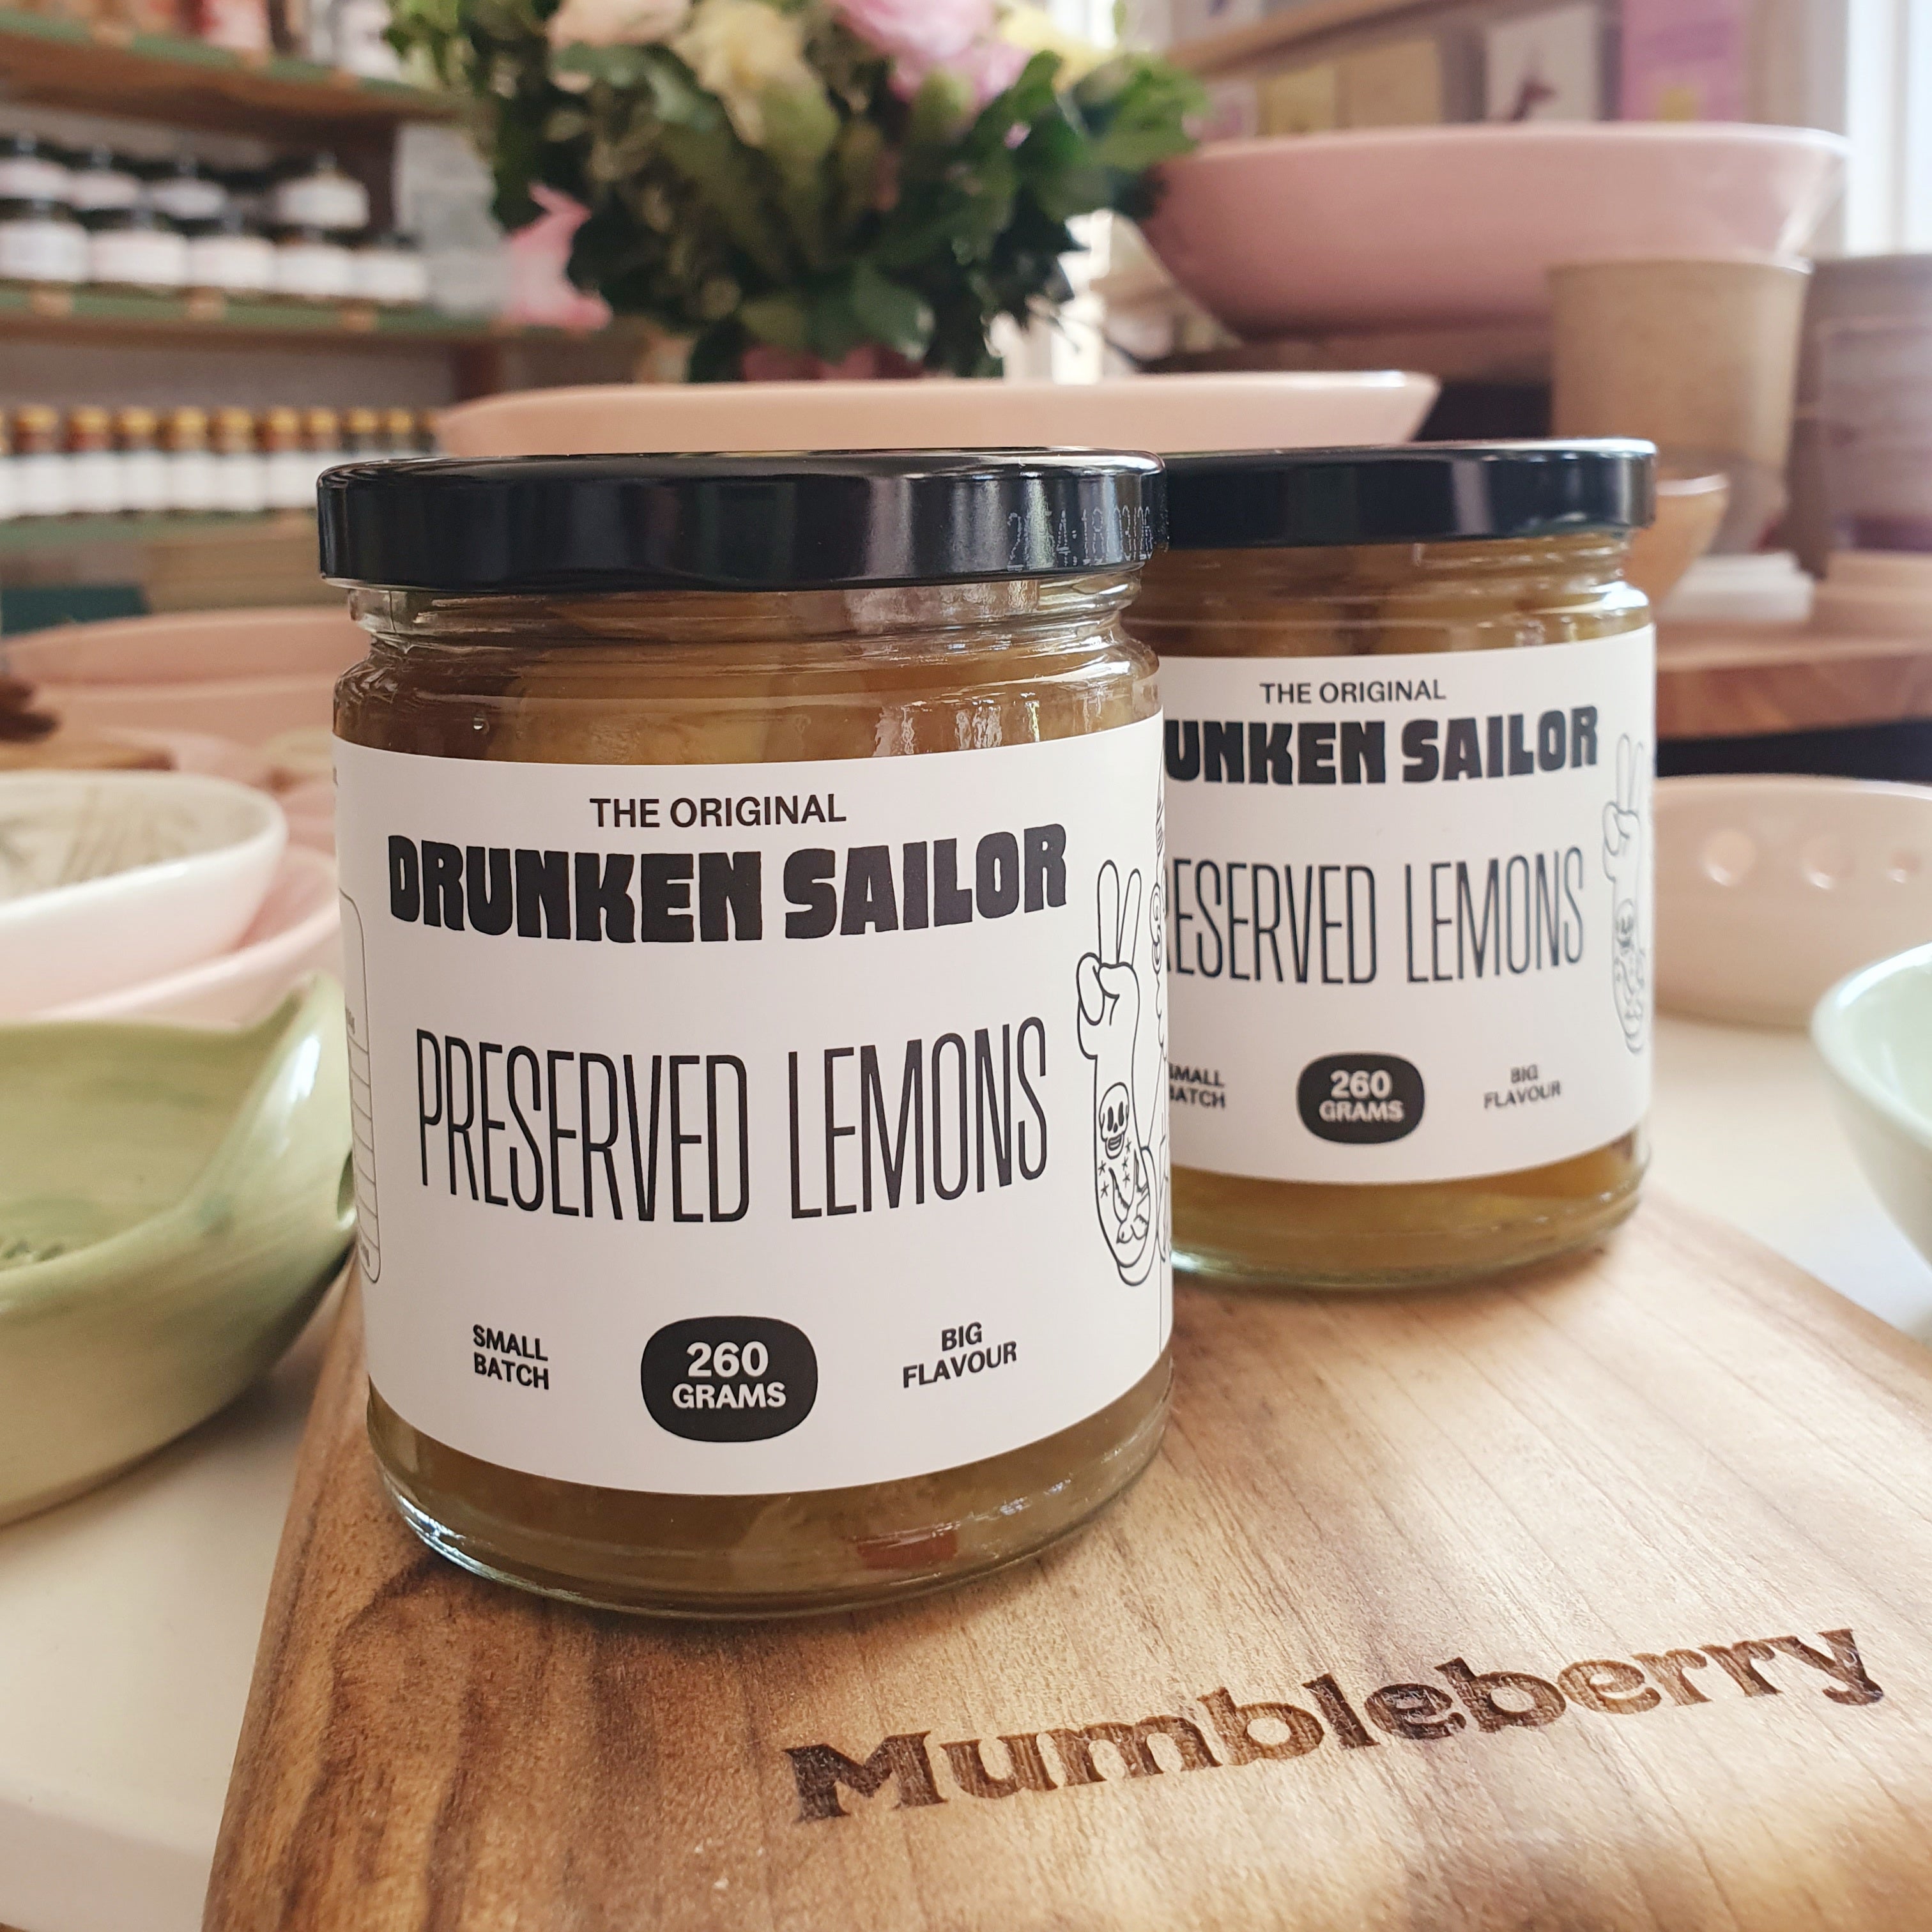 THE ORIGINAL
DRUNKEN SAILOR
PRESERVED LEMONS
SMALL
BATCH
260
GRAMS
BIG
FLAVOUR
THE ORIGINAL
UNKEN SAILOR
RESERVED LEMONS
SMALL
BATCH
260
GRAMS
BIG
FLAVOUR
Mumbleberry